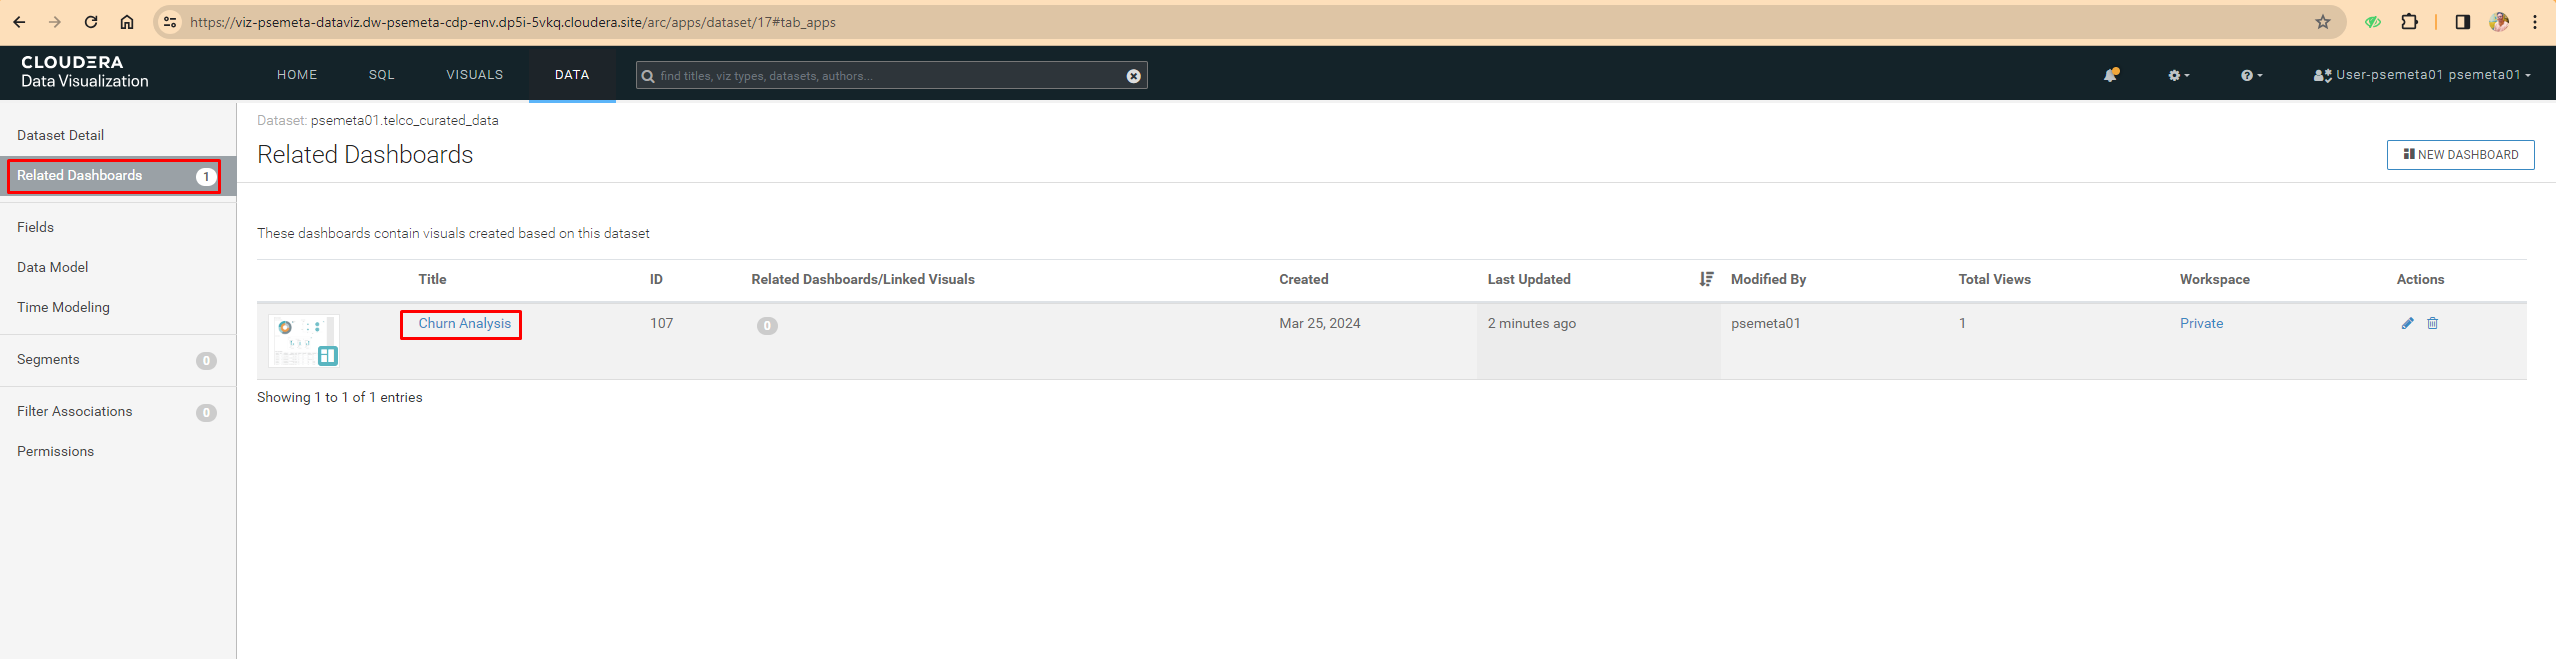 https://viz-psemeta-dataviz.dw-psemeta-cdp-env.dp5i-5vkq.cloudera.site/arc/apps/dataset/17#tab_apps
CLOUDERA
Data Visualization
HOME SQL VISUALS DATA find titles, viz types, datasets, authors... User-psemeta01 psemeta01
Dataset Detail
Related Dashboards 1
Fields
Data Model
Time Modeling
Segments 0
Filter Associations 0
Permissions
Dataset: psemeta01.telco_curated_data
Related Dashboards
NEW DASHBOARD
These dashboards contain visuals created based on this dataset
Title ID Related Dashboards/Linked Visuals Created Last Updated Modified By Total Views Workspace Actions
Churn Analysis 107 0 Mar 25, 2024 2 minutes ago psemeta01 1 Private
Showing 1 to 1 of 1 entries